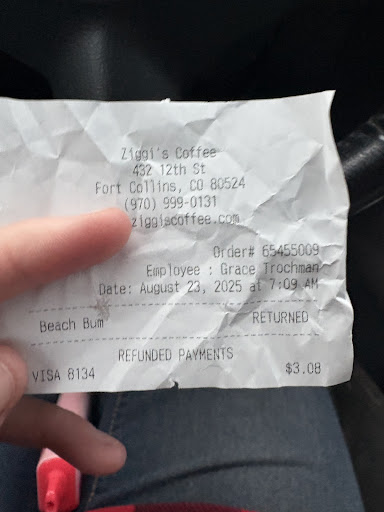 Ziggi's Coffee
432 12th St
Fort Collins, CO 80524
(970) 999-0131
ziggiscoffee.com
Order# 65455009
Employee : Grace Trochman
Date: August 23, 2025 at 7:09 AM
Beach Bum RETURNED
REFUNDED PAYMENTS
VISA 8134 $3.08